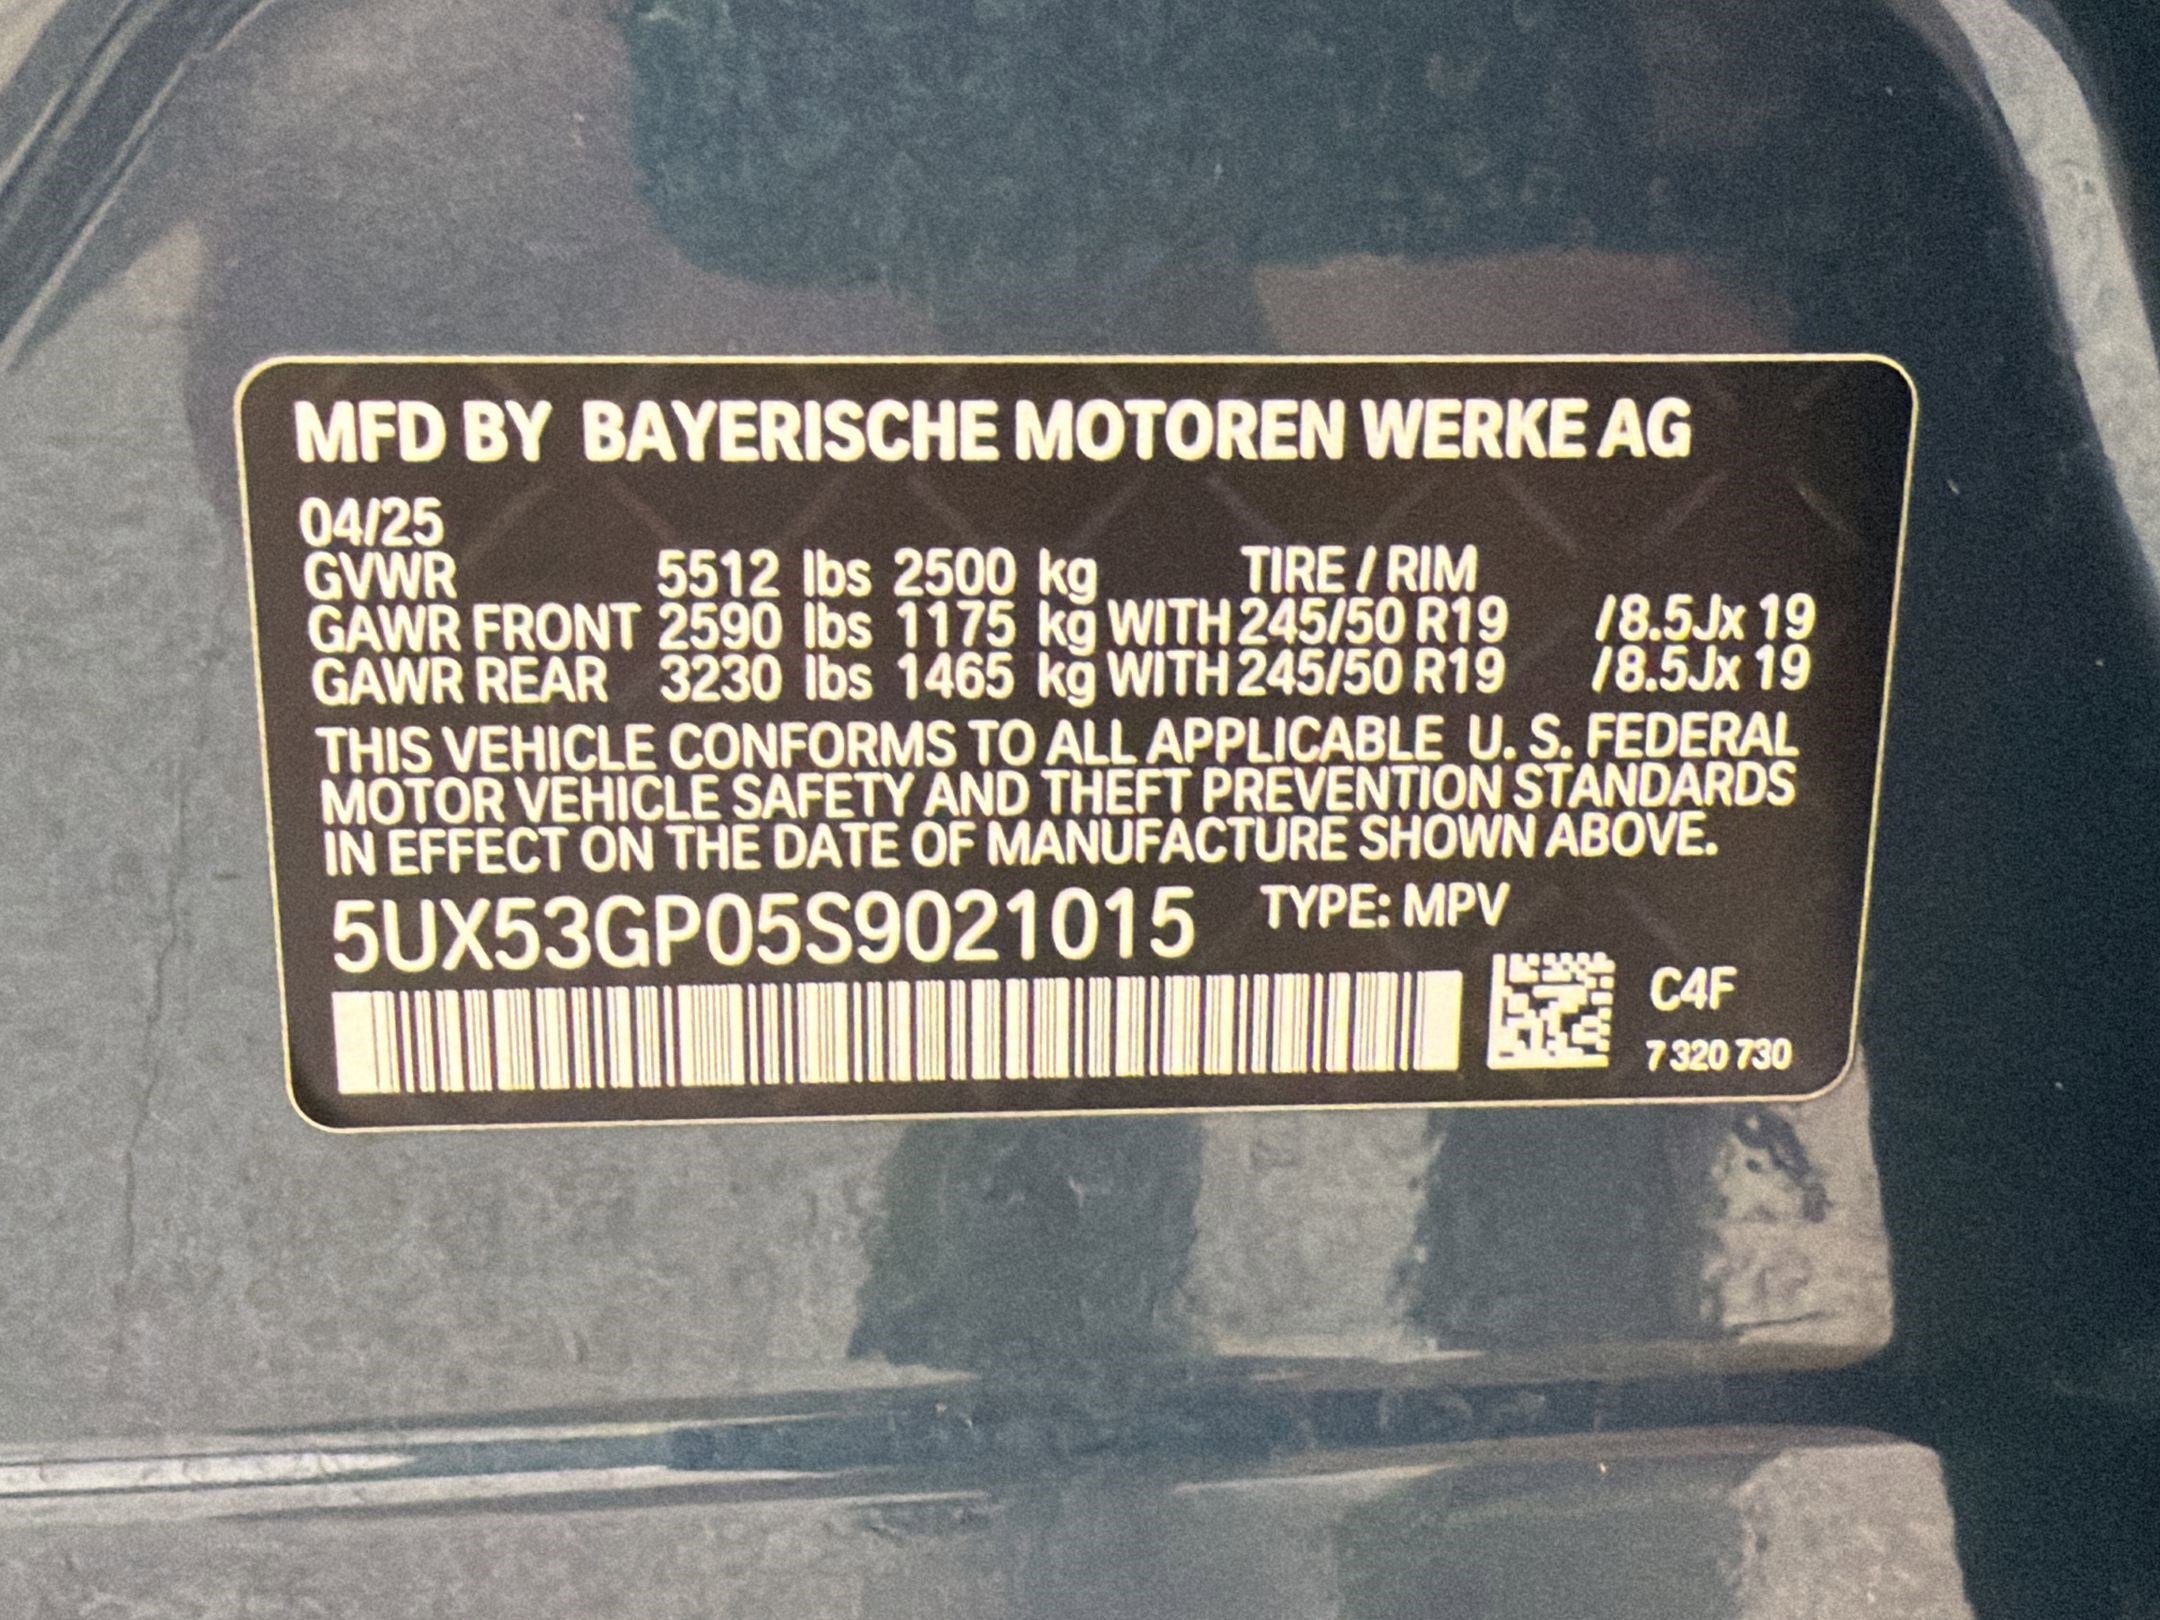 MFD BY BAYERISCHE MOTOREN WERKE AG
04/25
GVWR 5512 lbs 2500 kg TIRE / RIM
GAWR FRONT 2590 lbs 1175 kg WITH 245/50 R19 /8.5Jx 19
GAWR REAR 3230 lbs 1465 kg WITH 245/50 R19 /8.5Jx 19
THIS VEHICLE CONFORMS TO ALL APPLICABLE U. S. FEDERAL
MOTOR VEHICLE SAFETY AND THEFT PREVENTION STANDARDS
IN EFFECT ON THE DATE OF MANUFACTURE SHOWN ABOVE.
5UX53GP05S9021015 TYPE: MPV
C4F
7 320 730